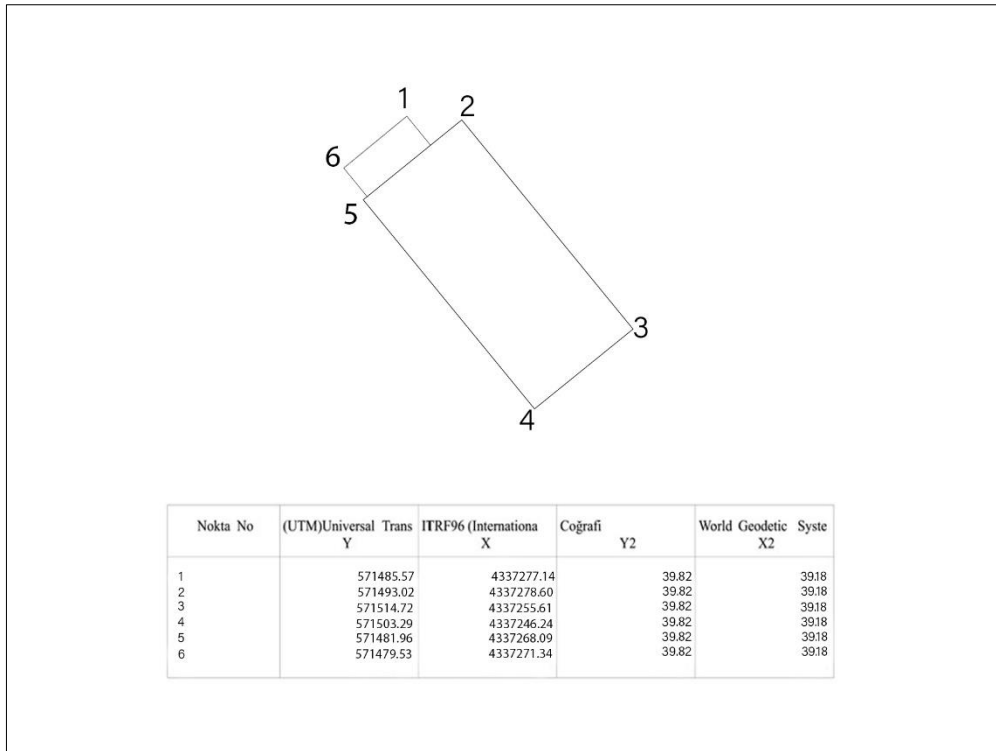 1
2
6
5
3
4
Nokta No (UTM)Universal Trans ITRF96 (Internationa Coğrafi World Geodetic Syste
Y X Y2 X2
1 571485.57 4337277.14 39.82 39.18
2 571493.02 4337278.60 39.82 39.18
3 571514.72 4337255.61 39.82 39.18
4 571503.29 4337246.24 39.82 39.18
5 571481.96 4337268.09 39.82 39.18
6 571479.53 4337271.34 39.82 39.18